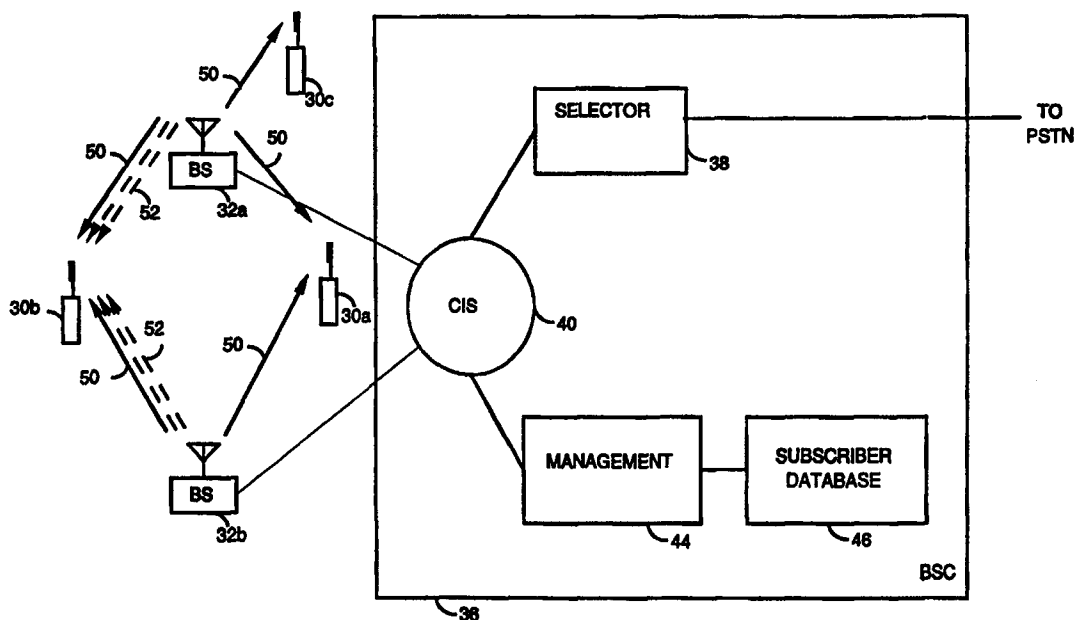 50
30c
SELECTOR
TO
PSTN
38
50
50
BS
52
32a
30b
30a
CIS
40
52
50
50
MANAGEMENT
SUBSCRIBER
DATABASE
BS
32b
44
46
BSC
36